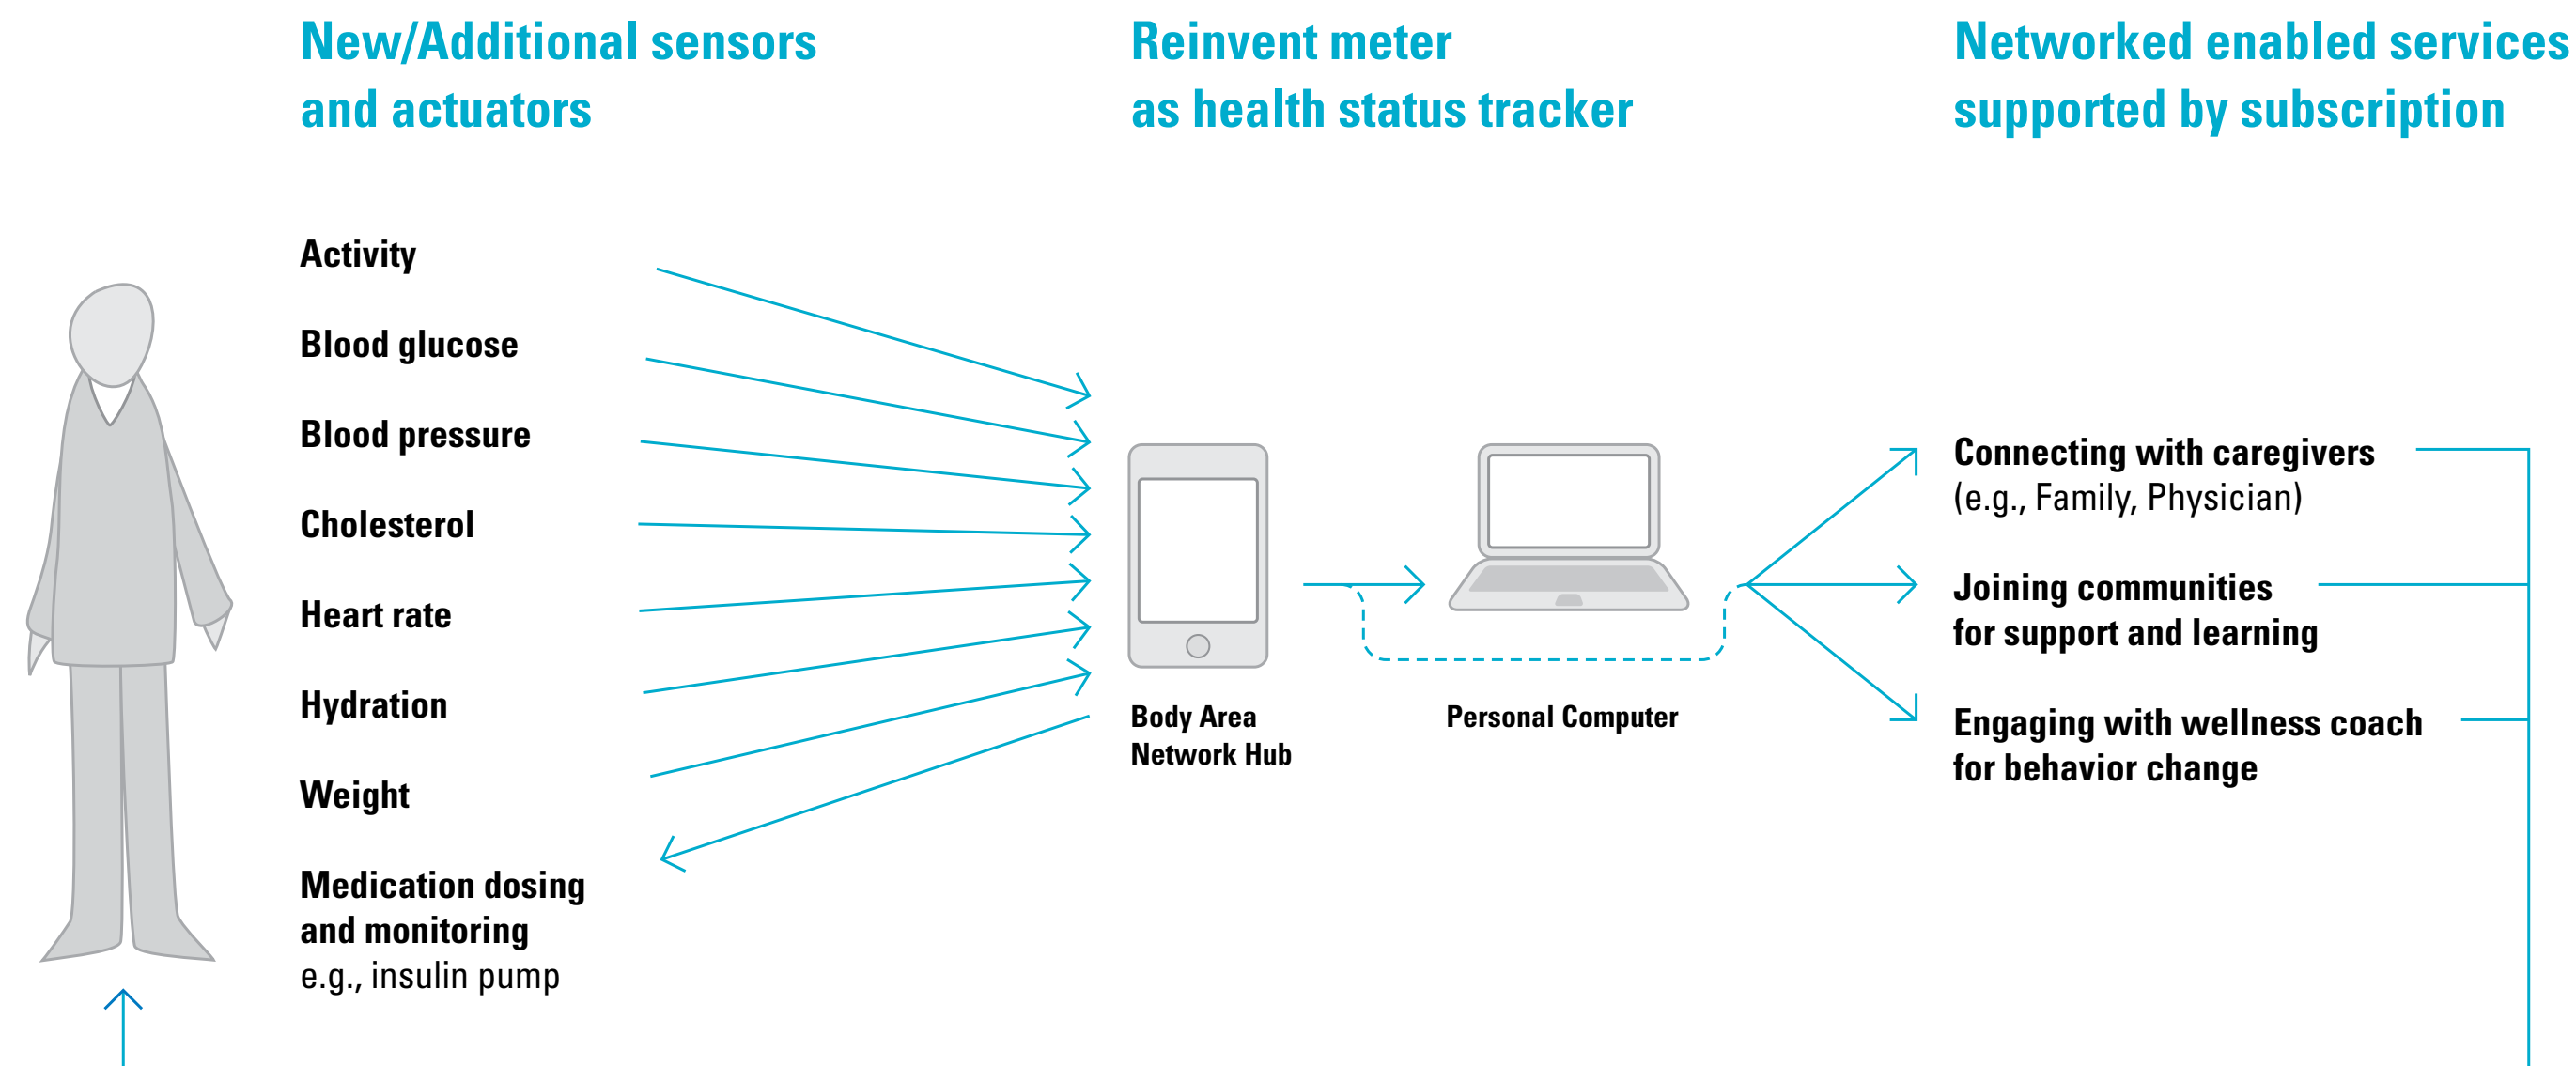 New/Additional sensors
and actuators
Reinvent meter
as health status tracker
Networked enabled services
supported by subscription
Activity
Blood glucose
Blood pressure
Cholesterol
Heart rate
Hydration
Weight
Medication dosing
and monitoring
e.g., insulin pump
Body Area
Network Hub
Personal Computer
Connecting with caregivers
(e.g., Family, Physician)
Joining communities
for support and learning
Engaging with wellness coach
for behavior change